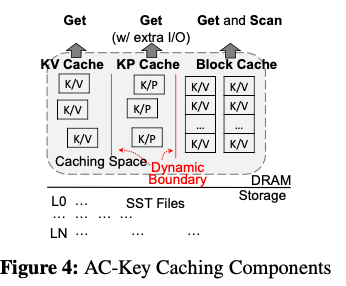 Get Get Get and Scan
(w/ extra I/O)
KV Cache KP Cache Block Cache
K/V K/P K/V K/V
K/V K/P K/V K/V
... ...
K/V K/P K/V K/V
Caching Space
Dynamic
Boundary
DRAM
Storage
L0 ... SST Files
... ... ... ...
LN ... ... ...
Figure 4: AC-Key Caching Components